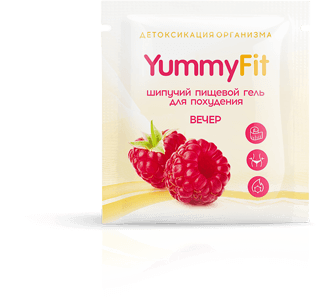 ДЕТОКСИКАЦИЯ ОРГАНИЗМА
YummyFit
ШИПУЧИЙ ПИЩЕВОЙ ГЕЛЬ
ДЛЯ ПОХУДЕНИЯ
ВЕЧЕР